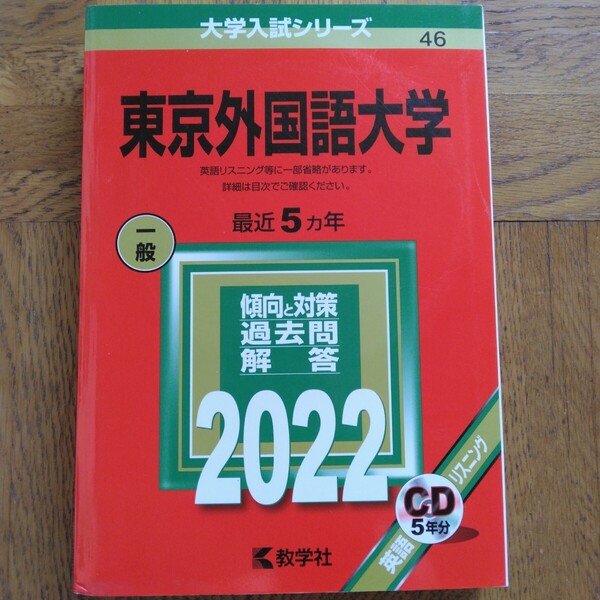 大学入試シリーズ
46
東京外国語大学
英語リスニング等に一部省略があります。
詳細は目次でご確認ください。
最近5ヵ年
一般
傾向と対策
過去問
解答
2022
英語リスニング
CD
5年分
教学社